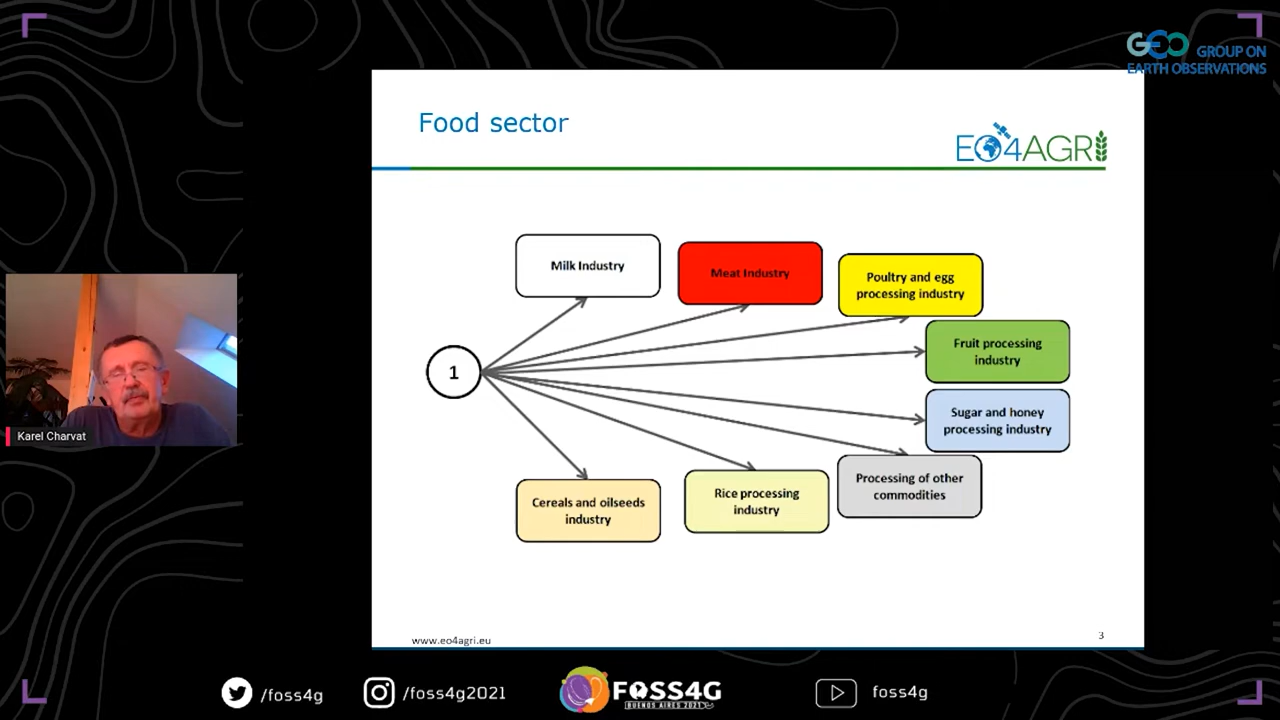 GEO GROUP ON
EARTH OBSERVATIONS
Food sector
EO4AGRI
Milk Industry
Meat Industry
Poultry and egg
processing industry
Fruit processing
industry
1
Sugar and honey
processing industry
Processing of other
commodities
Rice processing
industry
Cereals and oilseeds
industry
Karel Charvat
www.eo4agri.eu
3
/foss4g
/foss4g2021
FOSS4G
BUENOS AIRES 2021
foss4g